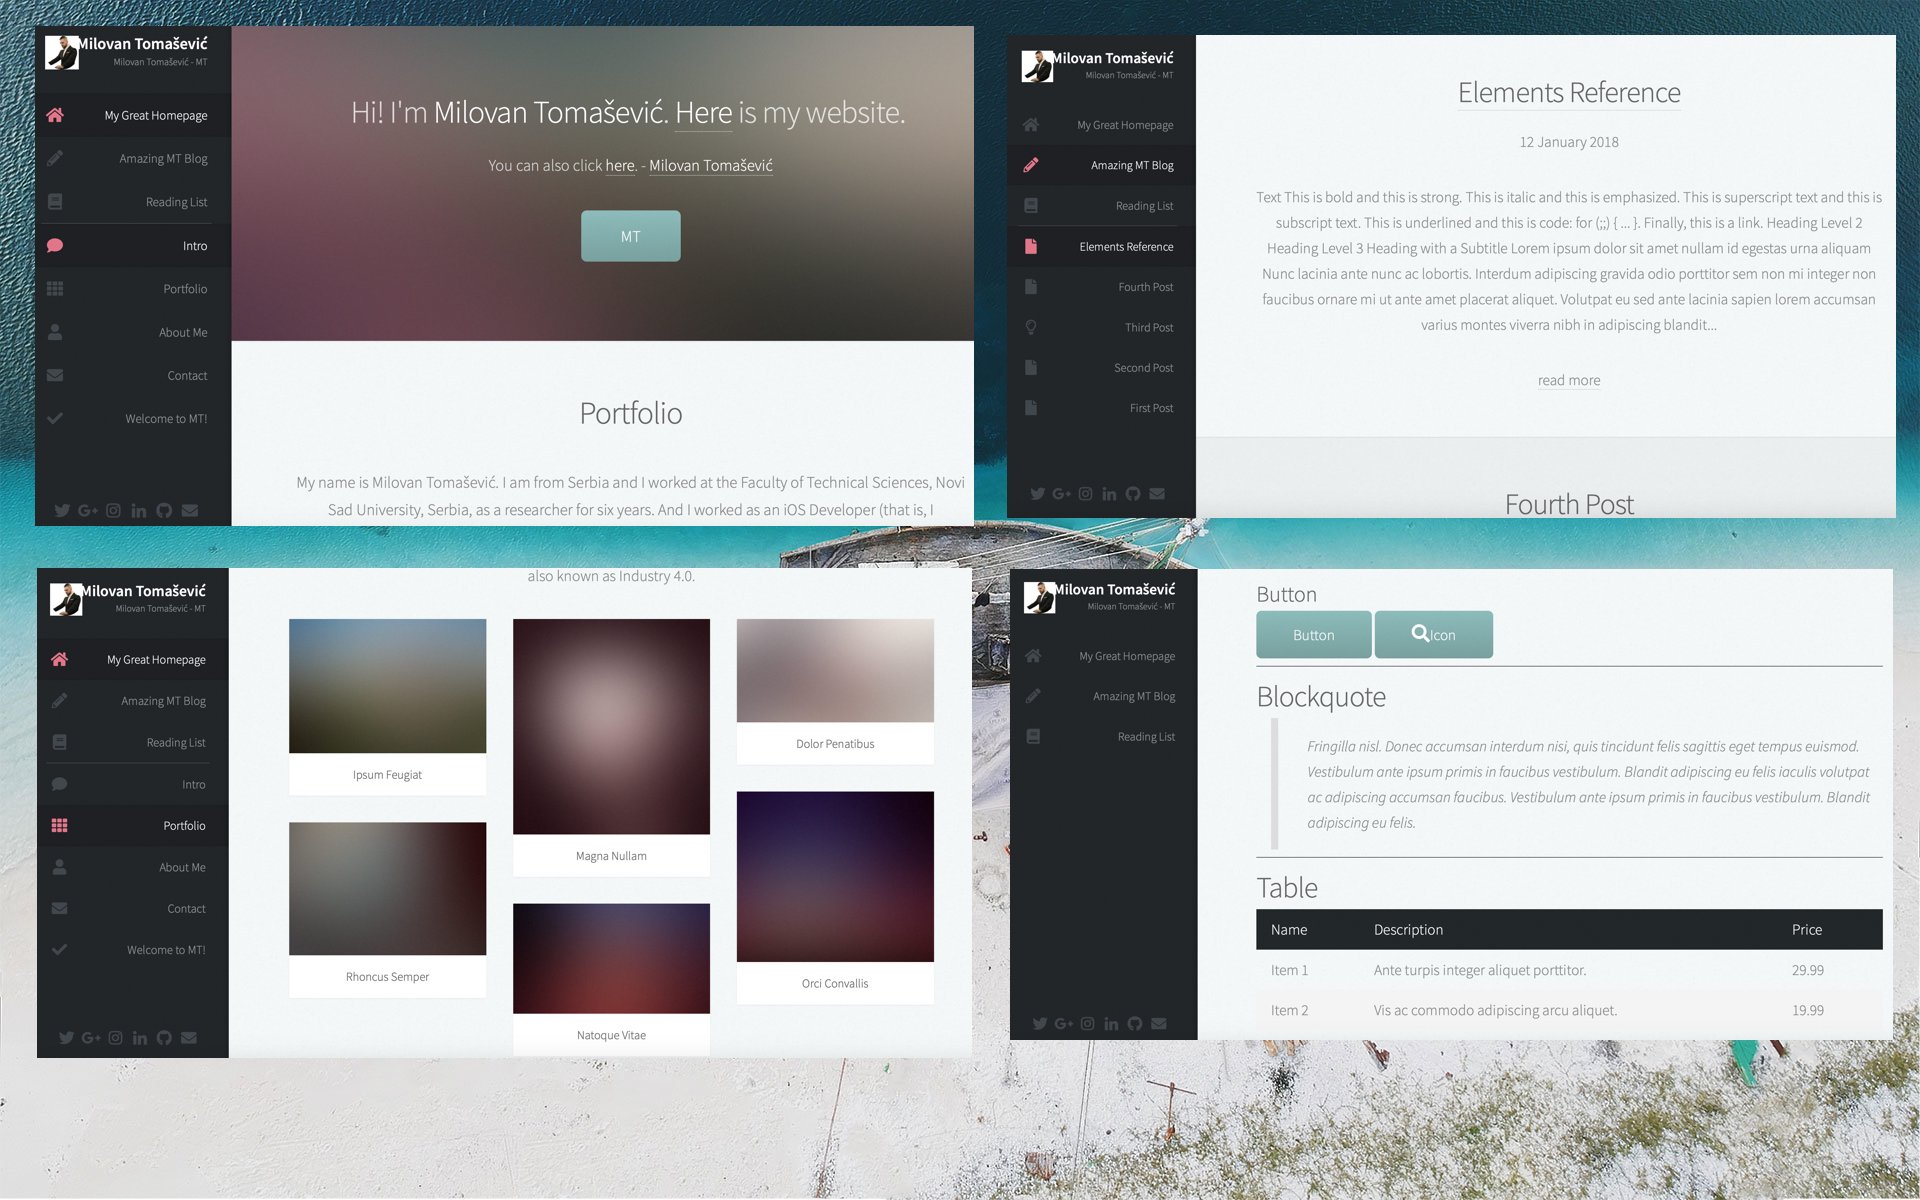 Milovan Tomašević
Milovan Tomašević - MT
My Great Homepage
Amazing MT Blog
Reading List
Intro
Portfolio
About Me
Contact
Welcome to MT!
Hi! I'm Milovan Tomašević. Here is my website.
You can also click here. - Milovan Tomašević
MT
Portfolio
My name is Milovan Tomašević. I am from Serbia and I worked at the Faculty of Technical Sciences, Novi
Sad University, Serbia, as a researcher for six years. And I worked as an iOS Developer (that is, I
Milovan Tomašević
Milovan Tomašević - MT
My Great Homepage
Amazing MT Blog
Reading List
Elements Reference
Fourth Post
Third Post
Second Post
First Post
Elements Reference
12 January 2018
Text This is bold and this is strong. This is italic and this is emphasized. This is superscript text and this is
subscript text. This is underlined and this is code: for (;;) { ... }. Finally, this is a link. Heading Level 2
Heading Level 3 Heading with a Subtitle Lorem ipsum dolor sit amet nullam id egestas urna aliquam
Nunc lacinia ante nunc ac lobortis. Interdum adipiscing gravida odio porttitor sem non mi integer non
faucibus ornare mi ut ante amet placerat aliquet. Volutpat eu sed ante lacinia sapien lorem accumsan
varius montes viverra nibh in adipiscing blandit...
read more
Fourth Post
Milovan Tomašević
Milovan Tomašević - MT
My Great Homepage
Amazing MT Blog
Reading List
Intro
Portfolio
About Me
Contact
Welcome to MT!
also known as Industry 4.0.
Ipsum Feugiat
Magna Nullam
Dolor Penatibus
Rhoncus Semper
Natoque Vitae
Orci Convallis
Milovan Tomašević
Milovan Tomašević - MT
My Great Homepage
Amazing MT Blog
Reading List
Button
Button
Icon
Blockquote
Fringilla nisl. Donec accumsan interdum nisi, quis tincidunt felis sagittis eget tempus euismod.
Vestibulum ante ipsum primis in faucibus vestibulum. Blandit adipiscing eu felis iaculis volutpat
ac adipiscing accumsan faucibus. Vestibulum ante ipsum primis in faucibus vestibulum. Blandit
adipiscing eu felis.
Table
Name Description Price
Item 1 Ante turpis integer aliquet porttitor. 29.99
Item 2 Vis ac commodo adipiscing arcu aliquet. 19.99